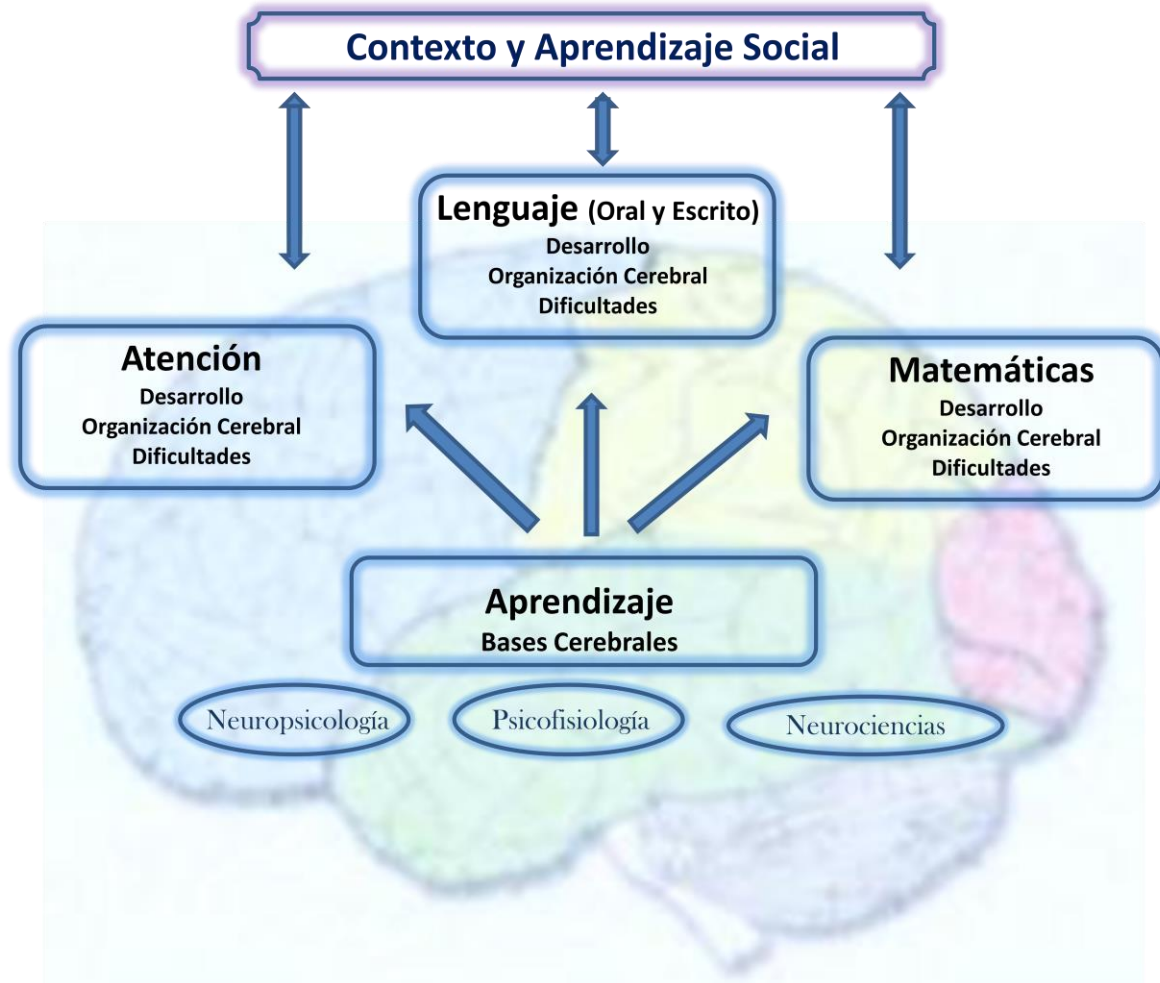 Contexto y Aprendizaje Social
Lenguaje (Oral y Escrito)
Desarrollo
Organización Cerebral
Dificultades
Atención
Desarrollo
Organización Cerebral
Dificultades
Matemáticas
Desarrollo
Organización Cerebral
Dificultades
Aprendizaje
Bases Cerebrales
Neuropsicología
Psicofisiología
Neurociencias